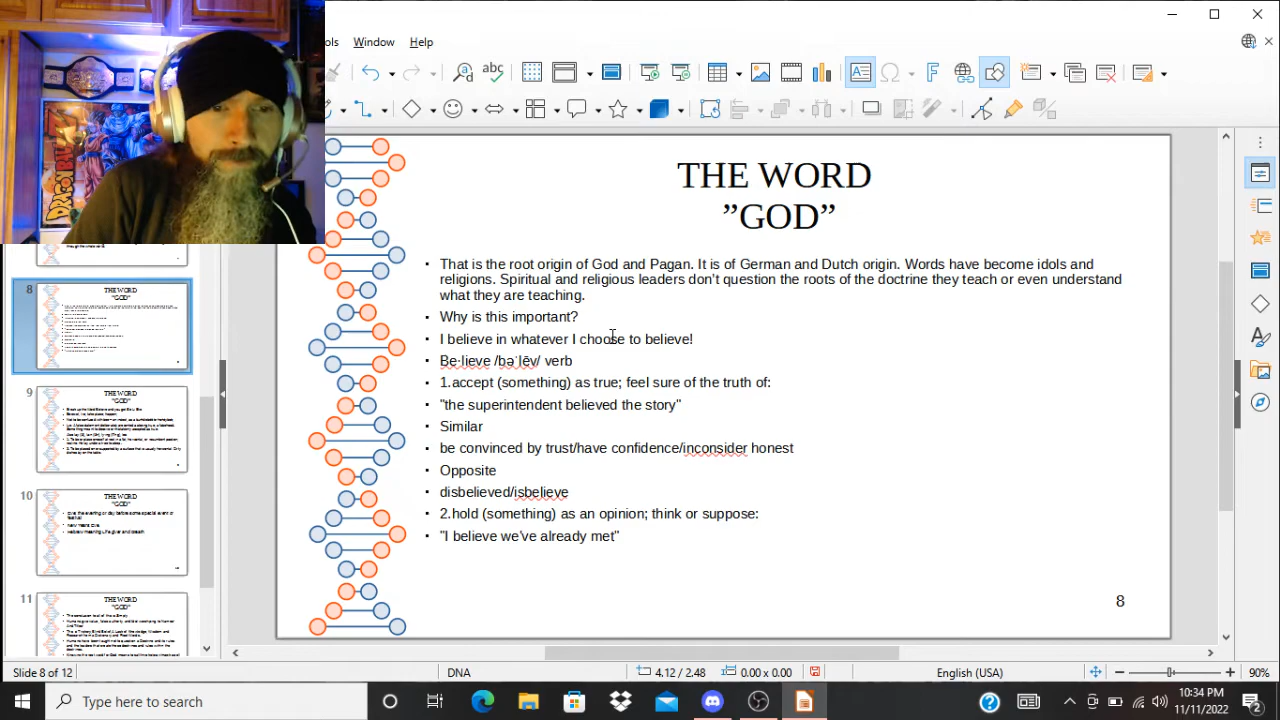 ols Window Help
THE WORD
”GOD”
That is the root origin of God and Pagan. It is of German and Dutch origin. Words have become idols and
religions. Spiritual and religious leaders don't question the roots of the doctrine they teach or even understand
what they are teaching.
Why is this important?
I believe in whatever I choose to believe!
Be·lieve /bəˈlēv/ verb
1.accept (something) as true; feel sure of the truth of:
"the superintendent believed the story"
Similar
be convinced by trust/have confidence/inconsider honest
Opposite
disbelieved/isbelieve
2.hold (something) as an opinion; think or suppose:
"I believe we've already met"
8
8
THE WORD
"GOD"
9
THE WORD
"GOD"
10
THE WORD
"GOD"
11
THE WORD
"GOD"
DRAGON BALL
Slide 8 of 12
DNA
4.12 / 2.48
0.00 x 0.00
English (USA)
90%
Type here to search
10:34 PM
11/11/2022
2